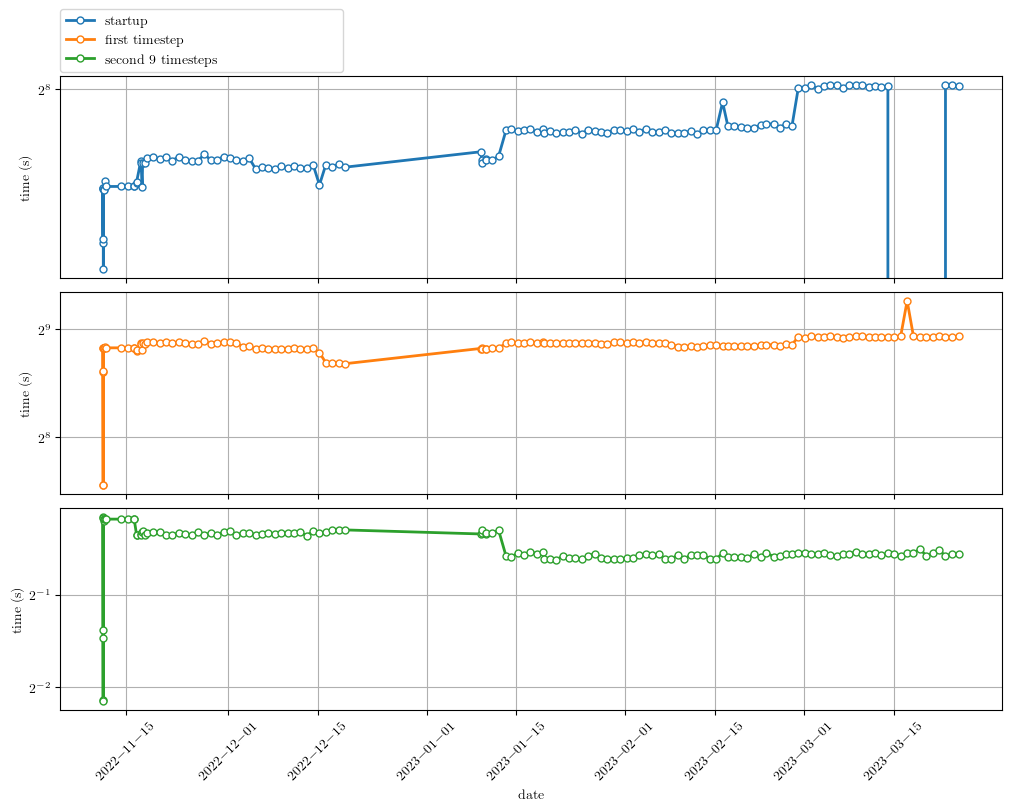 startup
first timestep
second 9 timesteps
2^8
time (s)
2^9
2^8
time (s)
2^−1
2^−2
time (s)
2022−11−15
2022−12−01
2022−12−15
2023−01−01
2023−01−15
2023−02−01
2023−02−15
2023−03−01
2023−03−15
date